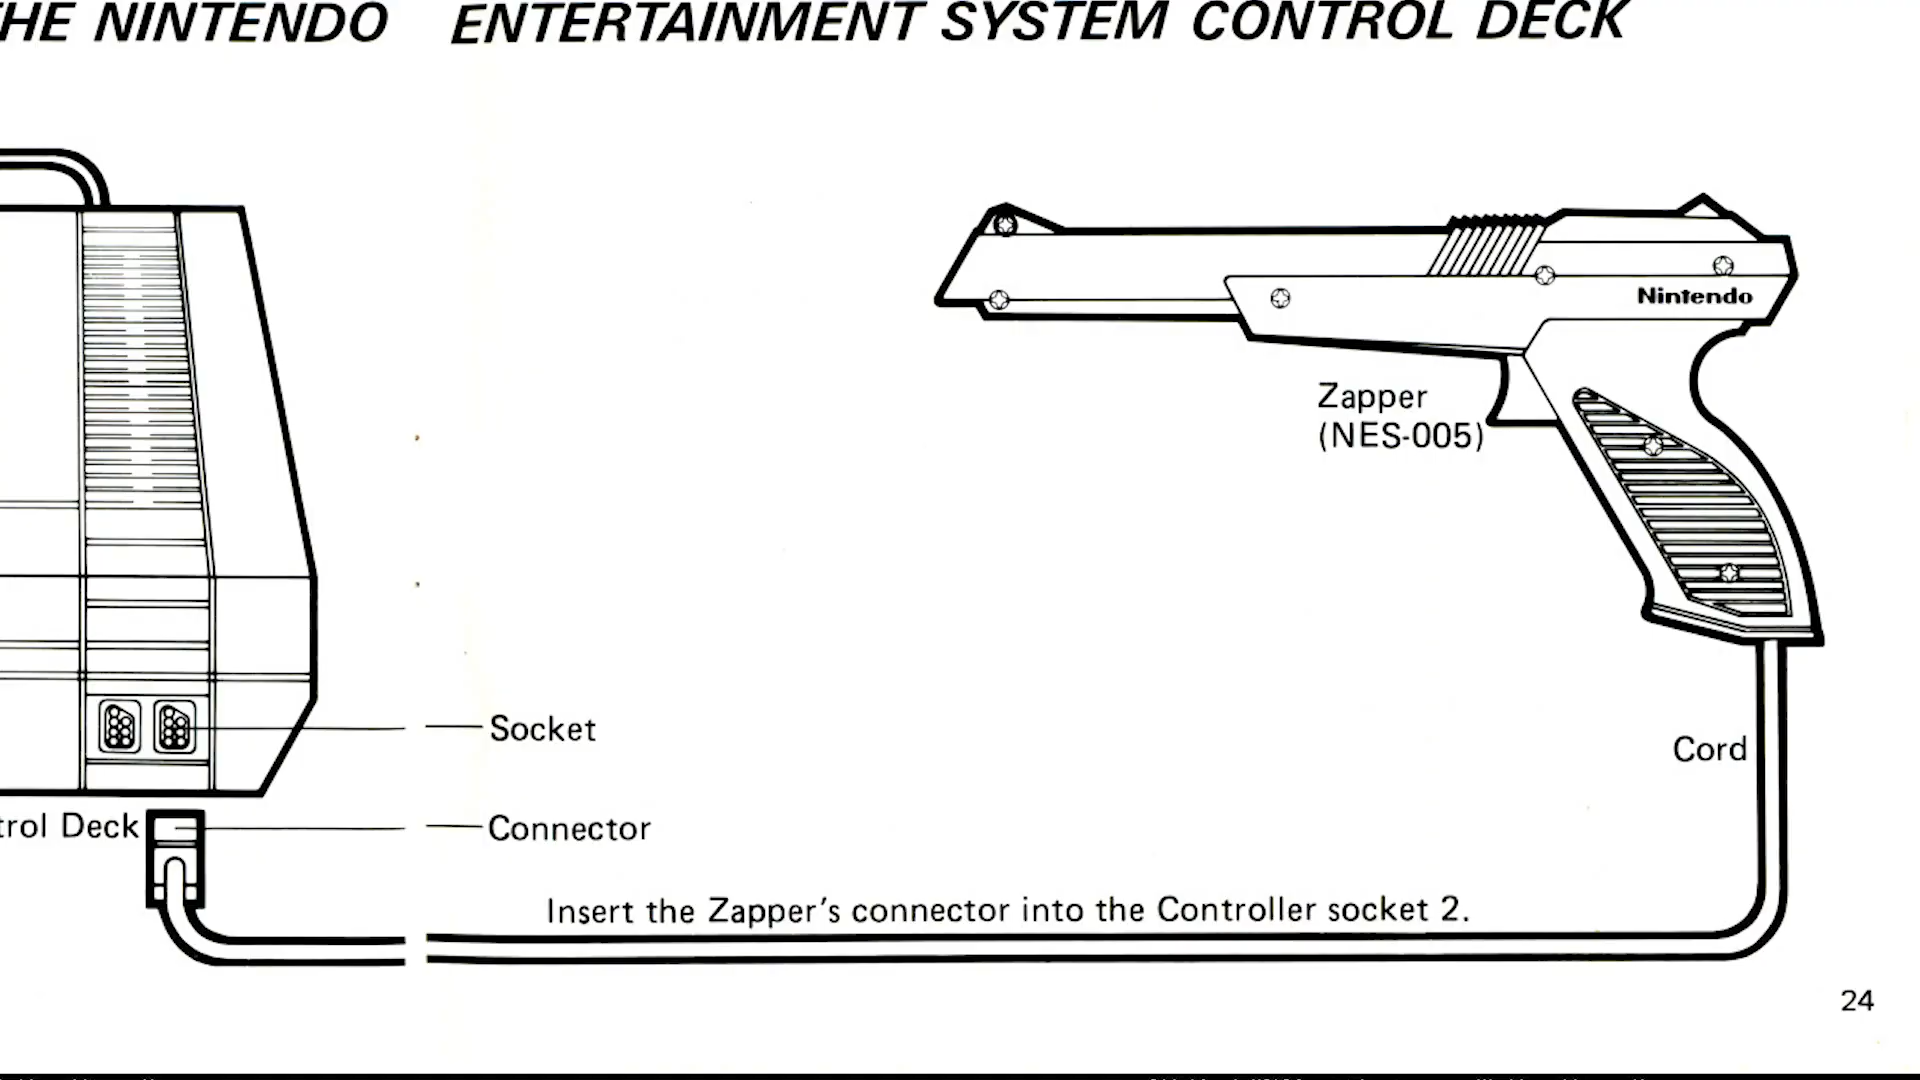 HE NINTENDO ENTERTAINMENT SYSTEM CONTROL DECK
Nintendo
Zapper
(NES-005)
Socket
Cord
trol Deck
Connector
Insert the Zapper's connector into the Controller socket 2.
24